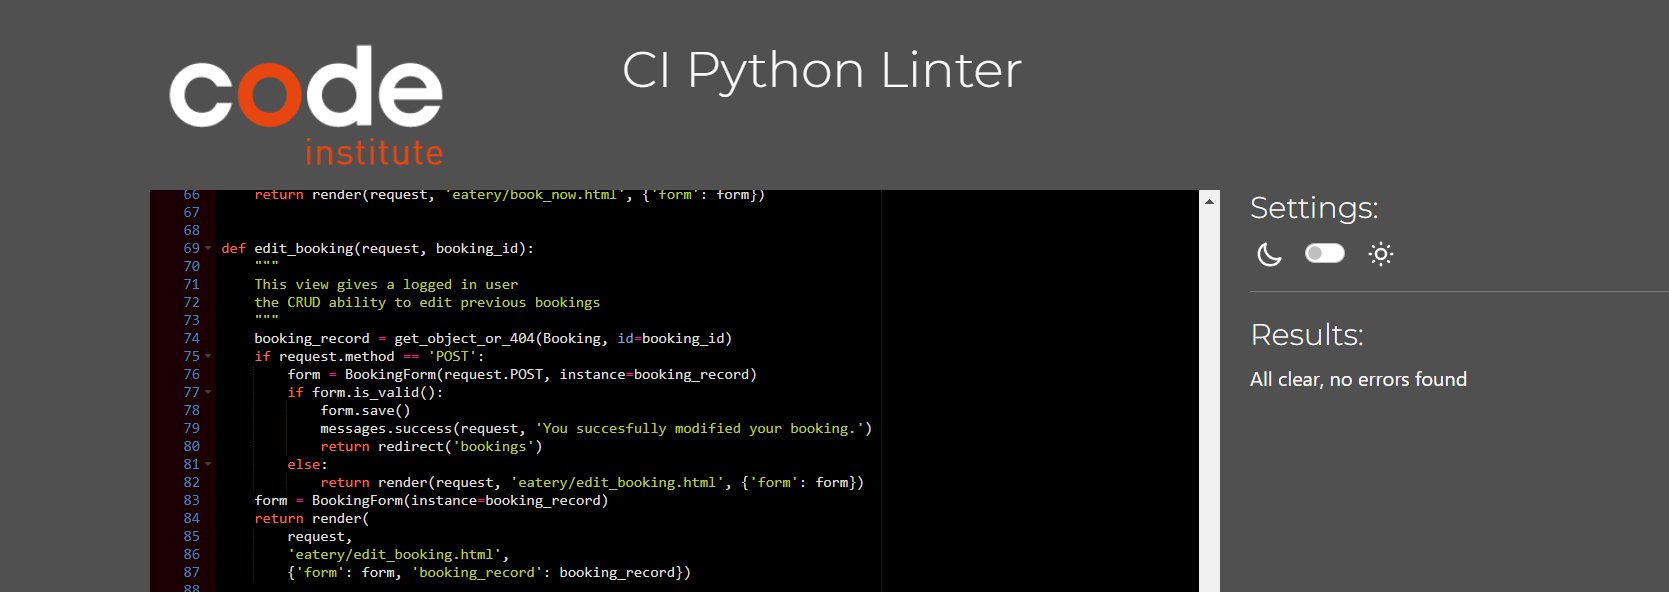 code
institute
CI Python Linter
66     return render(request, 'eatery/book_now.html', {'form': form})
67
68
69 def edit_booking(request, booking_id):
70     """
71     This view gives a logged in user
72     the CRUD ability to edit previous bookings
73     """
74     booking_record = get_object_or_404(Booking, id=booking_id)
75     if request.method == 'POST':
76         form = BookingForm(request.POST, instance=booking_record)
77         if form.is_valid():
78             form.save()
79             messages.success(request, 'You succesfully modified your booking.')
80             return redirect('bookings')
81         else:
82             return render(request, 'eatery/edit_booking.html', {'form': form})
83     form = BookingForm(instance=booking_record)
84     return render(
85         request,
86         'eatery/edit_booking.html',
87         {'form': form, 'booking_record': booking_record})
88
Settings:
Results:
All clear, no errors found